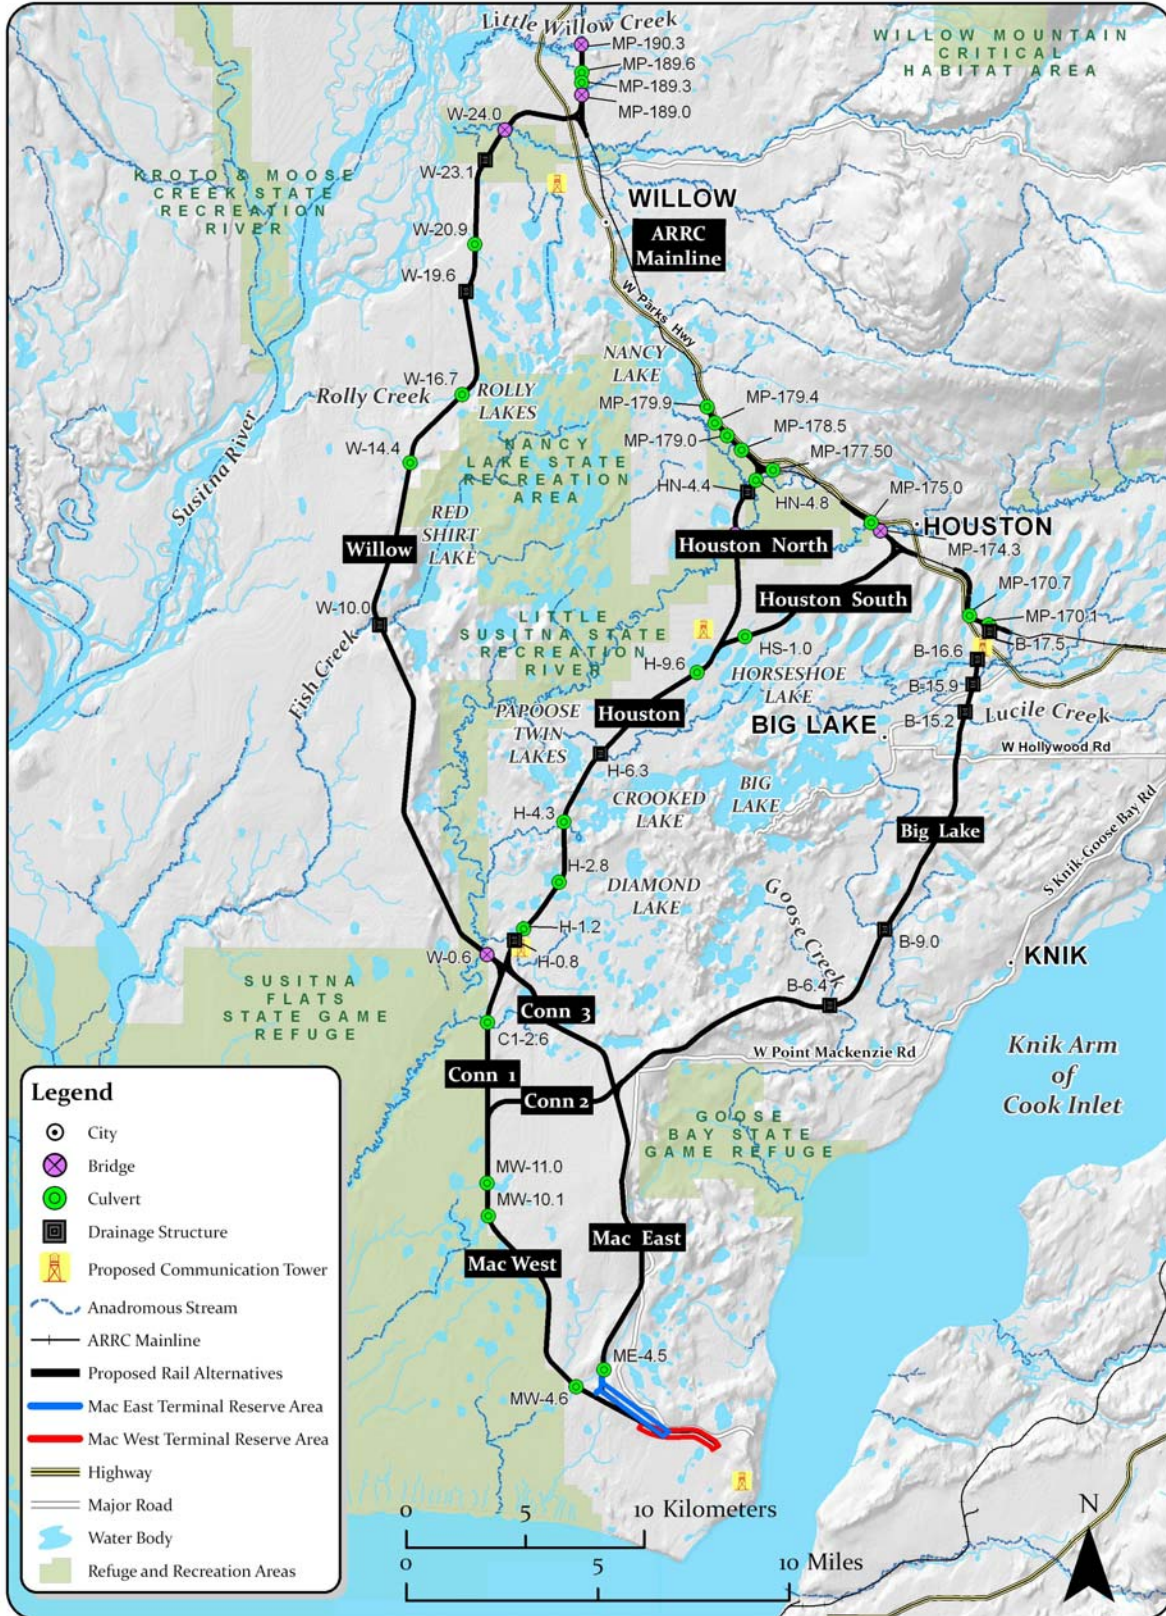 Little Willow Creek
MP-190.3
MP-189.6
MP-189.3
MP-189.0
WILLOW MOUNTAIN
CRITICAL
HABITAT AREA
W-24.0
W-23.1
KROTO & MOOSE
CREEK STATE
RECREATION
RIVER
WILLOW
ARRC
Mainline
W-20.9
W-19.6
W Parks Hwy
NANCY
LAKE
W-16.7
Rolly Creek
ROLLY
LAKES
MP-179.9
MP-179.4
MP-179.0
MP-178.5
MP-177.50
Susitna River
W-14.4
NANCY
LAKE STATE
RECREATION
AREA
HN-4.4
HN-4.8
MP-175.0
HOUSTON
MP-174.3
RED
SHIRT
LAKE
Willow
Houston North
Houston South
MP-170.7
MP-170.1
B-17.5
W-10.0
LITTLE
SUSITNA STATE
RECREATION
RIVER
HS-1.0
B-16.6
Fish Creek
H-9.6
HORSESHOE
LAKE
B-15.9
B-15.2
Lucile Creek
PAPOOSE
TWIN
LAKES
Houston
BIG LAKE
W Hollywood Rd
H-6.3
CROOKED
LAKE
BIG
LAKE
H-4.3
Big Lake
S Knik-Goose Bay Rd
H-2.8
DIAMOND
LAKE
Goose Creek
H-1.2
B-9.0
W-0.6
H-0.8
KNIK
B-6.4
SUSITNA
FLATS
STATE GAME
REFUGE
Conn 3
C1-2.6
W Point Mackenzie Rd
Knik Arm
of
Cook Inlet
Conn 1
Conn 2
GOOSE
BAY STATE
GAME REFUGE
MW-11.0
MW-10.1
Mac East
Mac West
ME-4.5
MW-4.6
Legend
City
Bridge
Culvert
Drainage Structure
Proposed Communication Tower
Anadromous Stream
ARRC Mainline
Proposed Rail Alternatives
Mac East Terminal Reserve Area
Mac West Terminal Reserve Area
Highway
Major Road
Water Body
Refuge and Recreation Areas
0 5 10 Kilometers
0 5 10 Miles
N